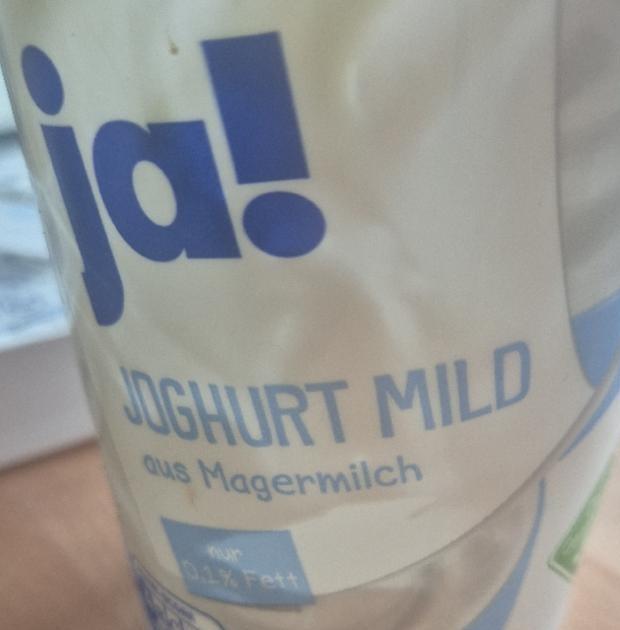 ja!
JOGHURT MILD
aus Magermilch
nur
0,1% Fett